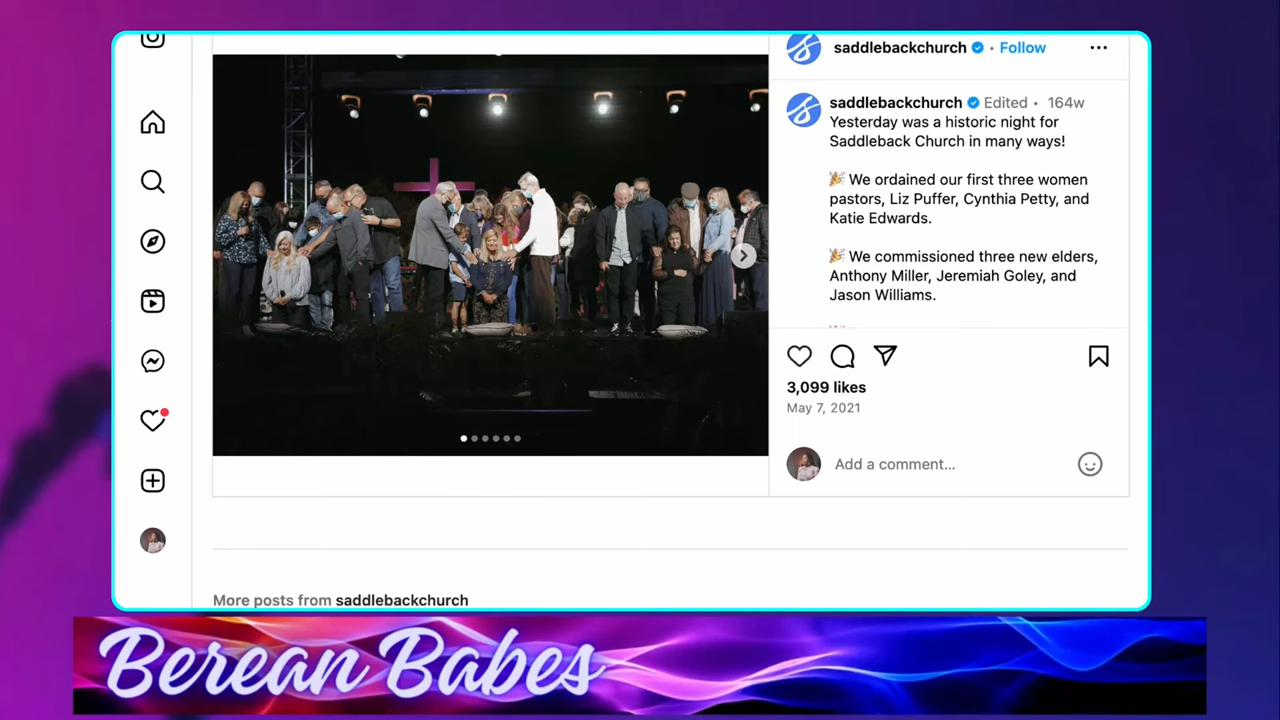 saddlebackchurch • Follow
saddlebackchurch Edited • 164w
Yesterday was a historic night for
Saddleback Church in many ways!
🎉 We ordained our first three women
pastors, Liz Puffer, Cynthia Petty, and
Katie Edwards.
🎉 We commissioned three new elders,
Anthony Miller, Jeremiah Goley, and
Jason Williams.
3,099 likes
May 7, 2021
Add a comment...
More posts from saddlebackchurch
Berean Babes